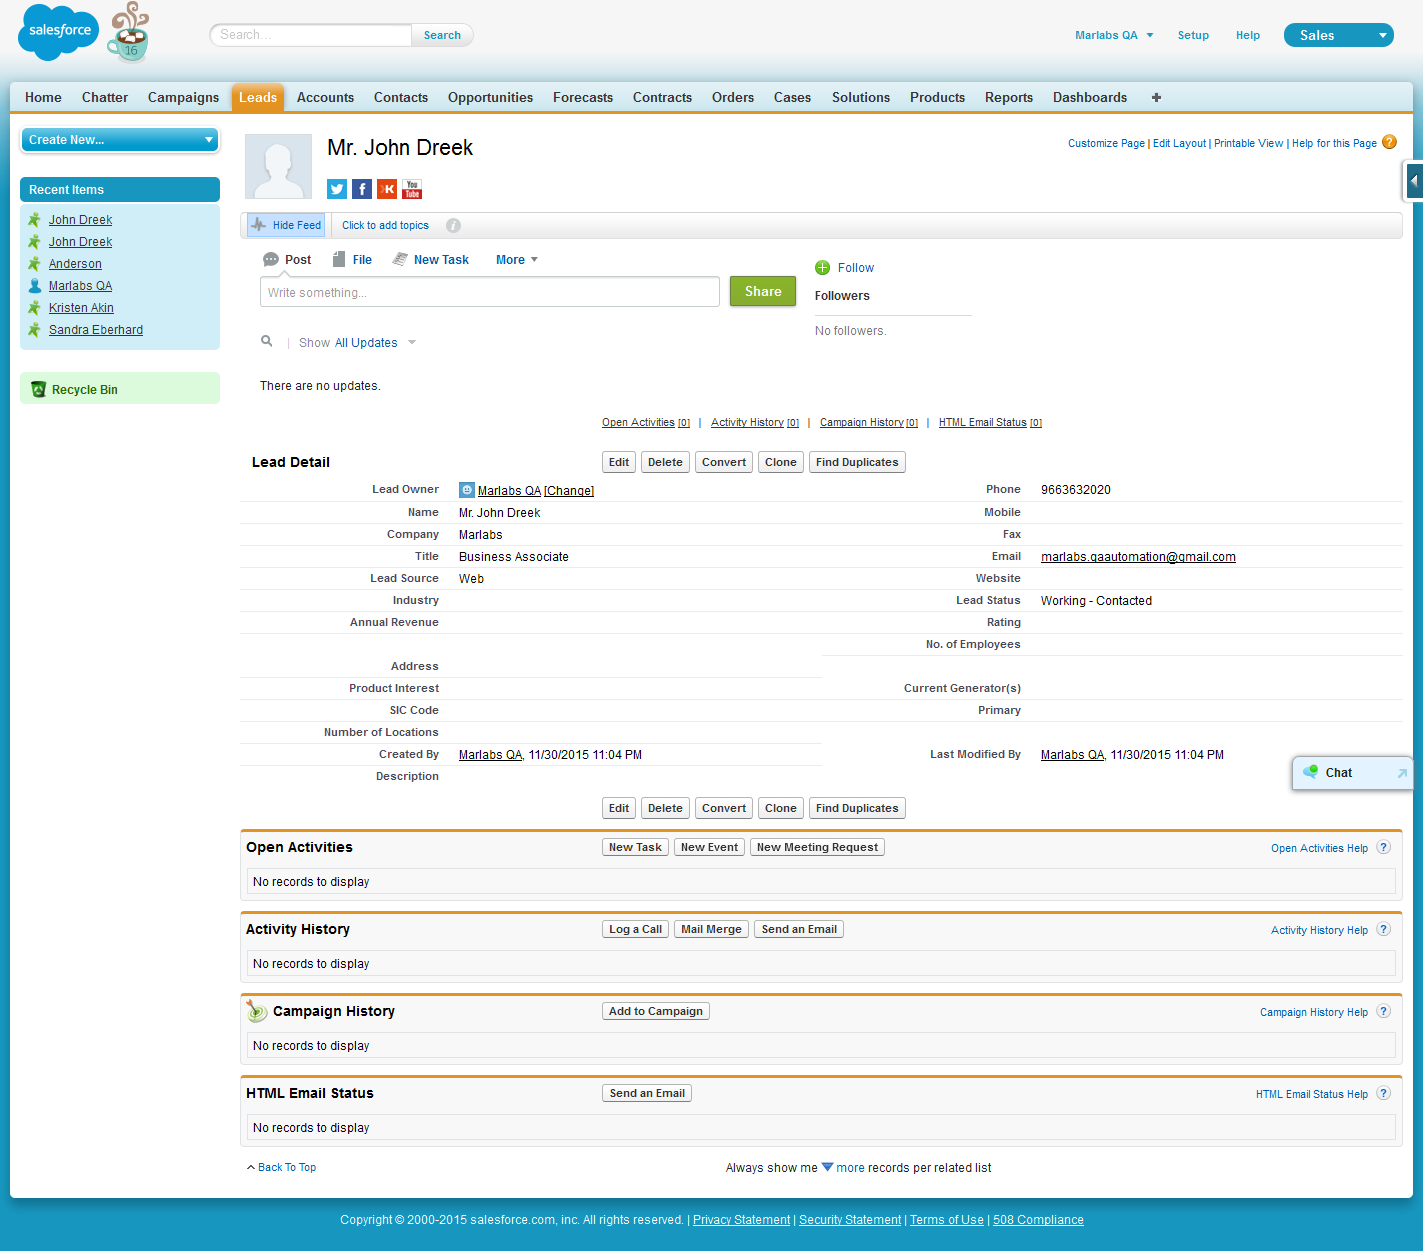 salesforce
16
Search...
Search
Marlabs QA
Setup
Help
Sales
Home Chatter Campaigns Leads Accounts Contacts Opportunities Forecasts Contracts Orders Cases Solutions Products Reports Dashboards +
Create New...
Recent Items
John Dreek
John Dreek
Anderson
Marlabs QA
Kristen Akin
Sandra Eberhard
Recycle Bin
Mr. John Dreek
Customize Page | Edit Layout | Printable View | Help for this Page ?
You
Tube
Hide Feed Click to add topics i
Post File New Task More
Write something...
Share
Follow
Followers
No followers.
| Show All Updates
There are no updates.
Open Activities [0] | Activity History [0] | Campaign History [0] | HTML Email Status [0]
Lead Detail Edit Delete Convert Clone Find Duplicates
Lead Owner Marlabs QA [Change] Phone 9663632020
Name Mr. John Dreek Mobile
Company Marlabs Fax
Title Business Associate Email marlabs.qaautomation@gmail.com
Lead Source Web Website
Industry Lead Status Working - Contacted
Annual Revenue Rating
No. of Employees
Address
Product Interest Current Generator(s)
SIC Code Primary
Number of Locations
Created By Marlabs QA, 11/30/2015 11:04 PM Last Modified By Marlabs QA, 11/30/2015 11:04 PM
Description
Chat
Edit Delete Convert Clone Find Duplicates
Open Activities New Task New Event New Meeting Request Open Activities Help ?
No records to display
Activity History Log a Call Mail Merge Send an Email Activity History Help ?
No records to display
Campaign History Add to Campaign Campaign History Help ?
No records to display
HTML Email Status Send an Email HTML Email Status Help ?
No records to display
Back To Top Always show me more records per related list
Copyright © 2000-2015 salesforce.com, inc. All rights reserved. | Privacy Statement | Security Statement | Terms of Use | 508 Compliance